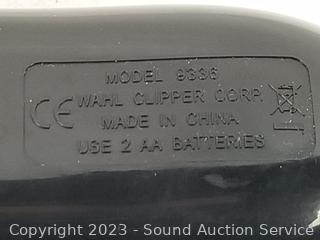 MODEL 9336
CE WAHL CLIPPER CORP.
MADE IN CHINA
USE 2 AA BATTERIES
Copyright 2023 - Sound Auction Service